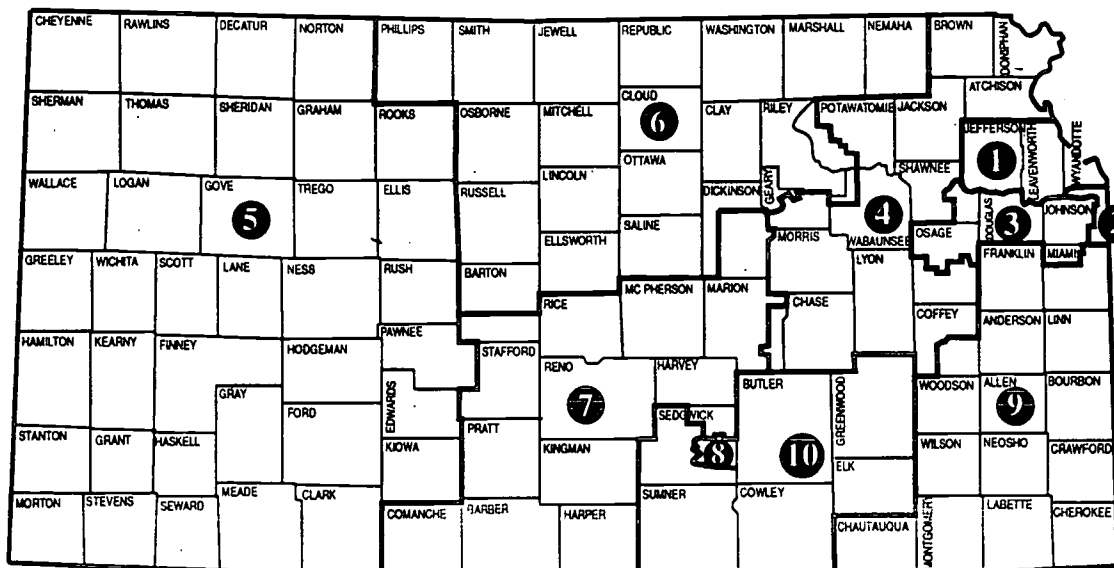 CHEYENNE RAWLINS DECATUR NORTON PHILLIPS SMITH JEWELL REPUBLIC WASHINGTON MARSHALL NEMAHA BROWN DONIPHAN
ATCHISON
SHERMAN THOMAS SHERIDAN GRAHAM ROOKS OSBORNE MITCHELL CLOUD CLAY RILEY POTAWATOMIE JACKSON
6
JEFFERSON LEAVENWORTH WYANDOTTE
1
OTTAWA
SHAWNEE
WALLACE LOGAN GOVE TREGO ELLIS RUSSELL LINCOLN DICKINSON GEARY
5
4
DOUGLAS
3
JOHNSON
SALINE
ELLSWORTH
MORRIS WABAUNSEE OSAGE
GREELEY WICHITA SCOTT LANE NESS RUSH BARTON LYON FRANKLIN MIAMI
RICE MC PHERSON MARION CHASE
COFFEY
ANDERSON LINN
HAMILTON KEARNY FINNEY HODGEMAN PAWNEE STAFFORD
RENO HARVEY
GRAY EDWARDS BUTLER GREENWOOD WOODSON ALLEN BOURBON
7
9
FORD PRATT SEDGWICK
STANTON GRANT HASKELL KIOWA KINGMAN
8
10
WILSON NEOSHO CRAWFORD
ELK
MORTON STEVENS SEWARD MEADE CLARK COMANCHE BARBER HARPER SUMNER COWLEY CHAUTAUQUA MONTGOMERY LABETTE CHEROKEE